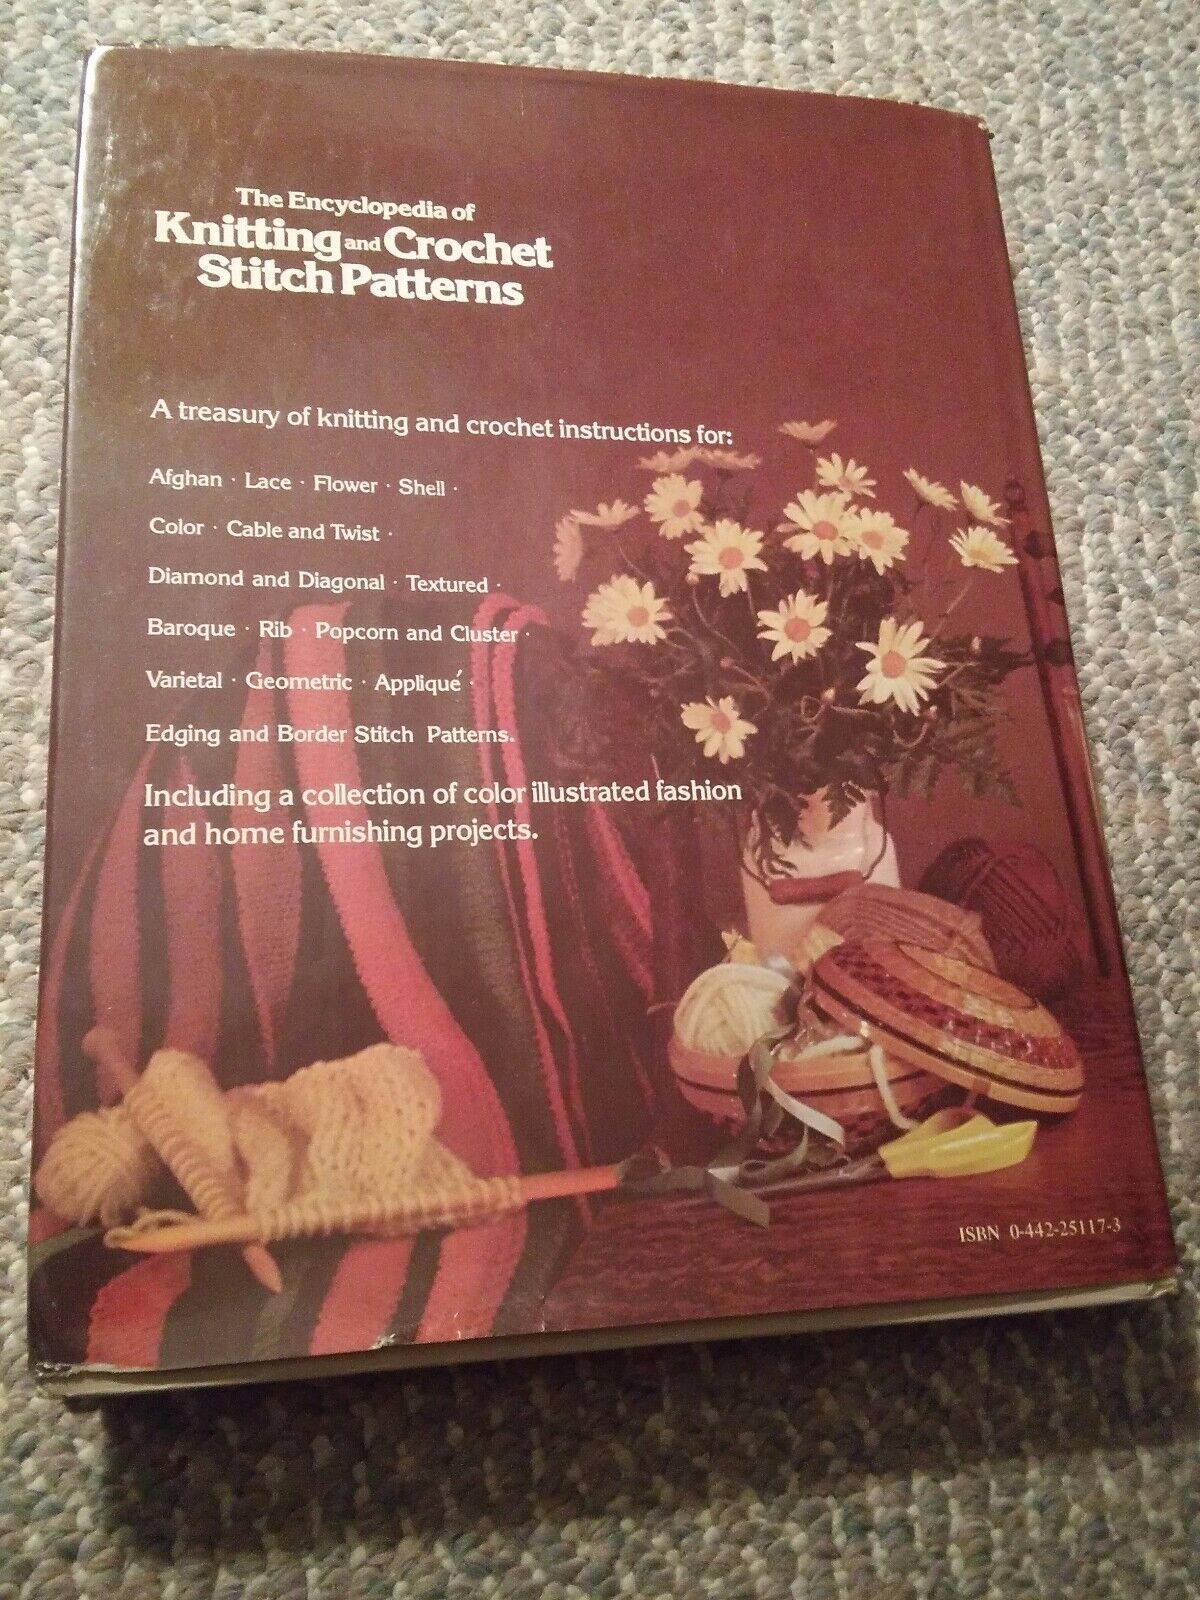 The Encyclopedia of
Knitting and Crochet
Stitch Patterns
A treasury of knitting and crochet instructions for:
Afghan · Lace · Flower · Shell ·
Color · Cable and Twist ·
Diamond and Diagonal · Textured ·
Baroque · Rib · Popcorn and Cluster ·
Varietal · Geometric · Appliqué ·
Edging and Border Stitch Patterns.
Including a collection of color illustrated fashion
and home furnishing projects.
ISBN 0-442-25117-3